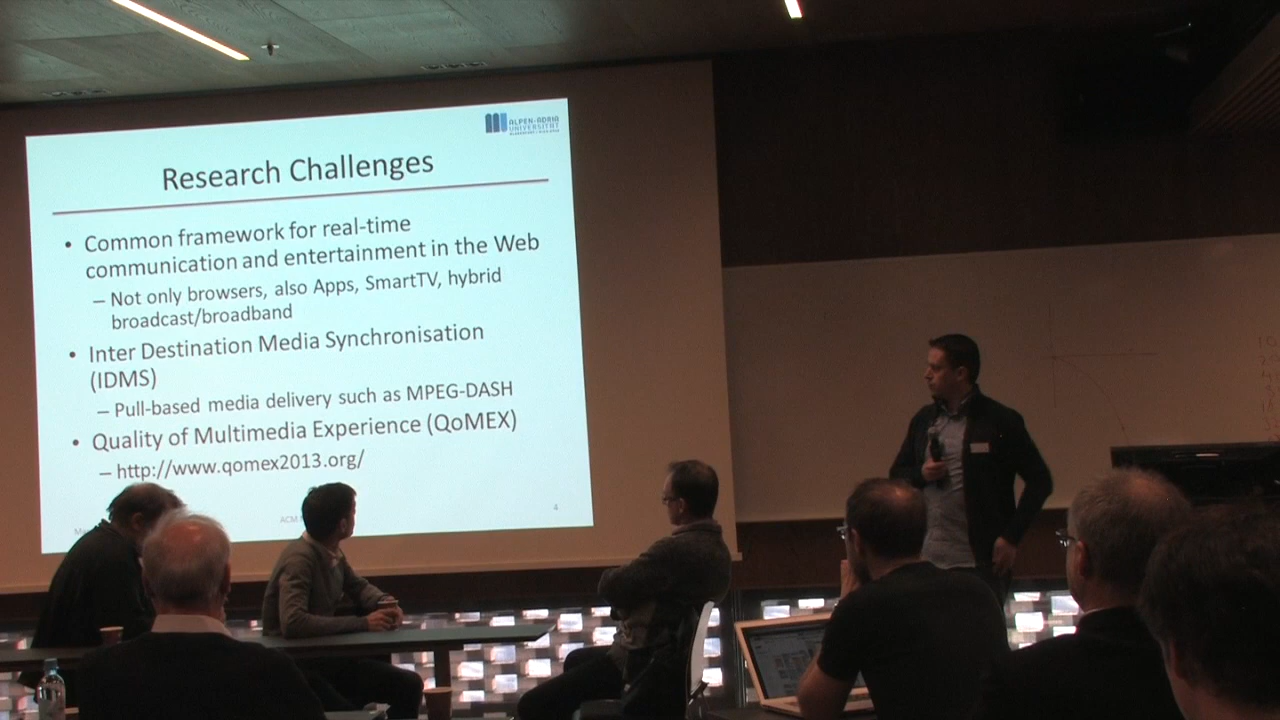 ALPEN-ADRIA
UNIVERSITÄT
Research Challenges
• Common framework for real-time
communication and entertainment in the Web
– Not only browsers, also Apps, SmartTV, hybrid
broadcast/broadband
• Inter Destination Media Synchronisation
(IDMS)
– Pull-based media delivery such as MPEG-DASH
• Quality of Multimedia Experience (QoMEX)
– http://www.qomex2013.org/
ACM
4